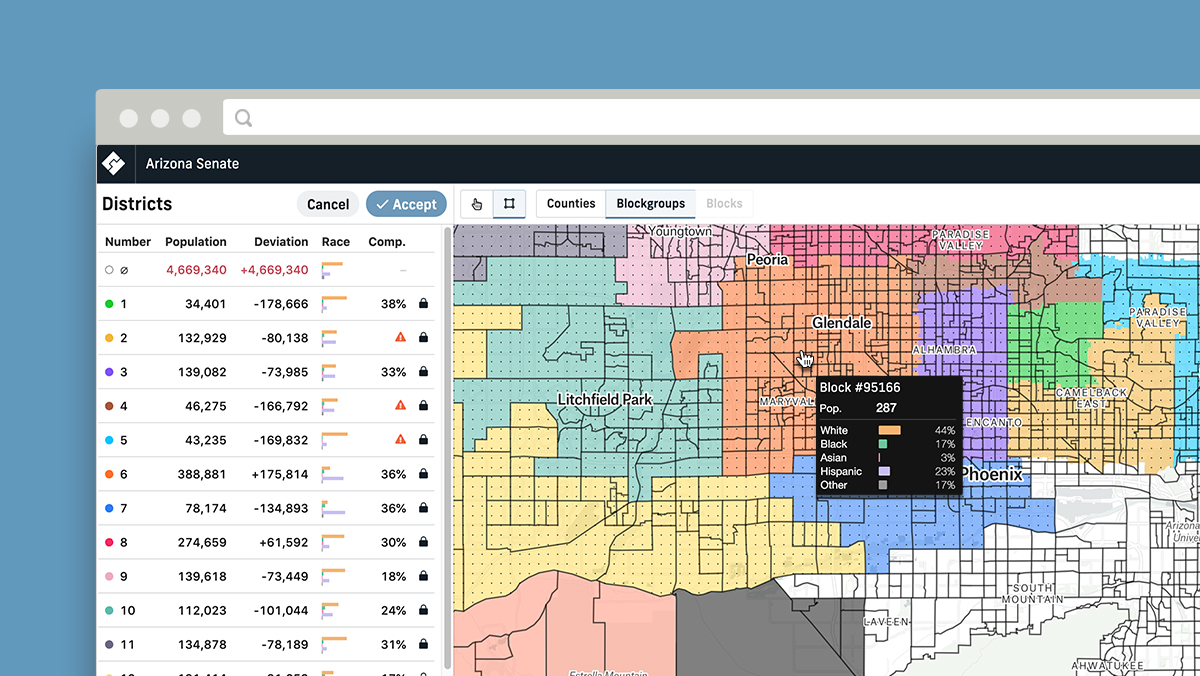 Arizona Senate
Districts Cancel Accept
Counties Blockgroups Blocks
Number Population Deviation Race Comp.
∅ 4,669,340 +4,669,340 –
1 34,401 -178,666 38%
2 132,929 -80,138
3 139,082 -73,985 33%
4 46,275 -166,792
5 43,235 -169,832
6 388,881 +175,814 36%
7 78,174 -134,893 36%
8 274,659 +61,592 30%
9 139,618 -73,449 18%
10 112,023 -101,044 24%
11 134,878 -78,189 31%
Youngtown
PARADISE
VALLEY
Peoria
Glendale
PARADISE
VALLEY
ALHAMBRA
Litchfield Park
CAMELBACK
EAST
MARYVAL
ENCANTO
Block #95166
Pop. 287
White 44%
Black 17%
Asian 3%
Hispanic 23%
Other 17%
Phoenix
Arizona
Unive
SOUTH
MOUNTAIN
LAVEEN
AHWATUKEE
Estrella Mountain